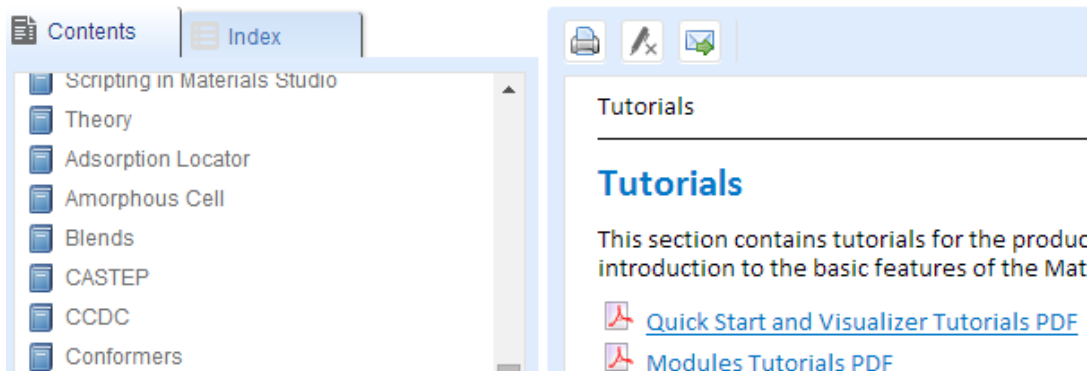 Contents
Index
Scripting in Materials Studio
Theory
Adsorption Locator
Amorphous Cell
Blends
CASTEP
CCDC
Conformers
Tutorials
Tutorials
This section contains tutorials for the produc
introduction to the basic features of the Mat
Quick Start and Visualizer Tutorials PDF
Modules Tutorials PDF